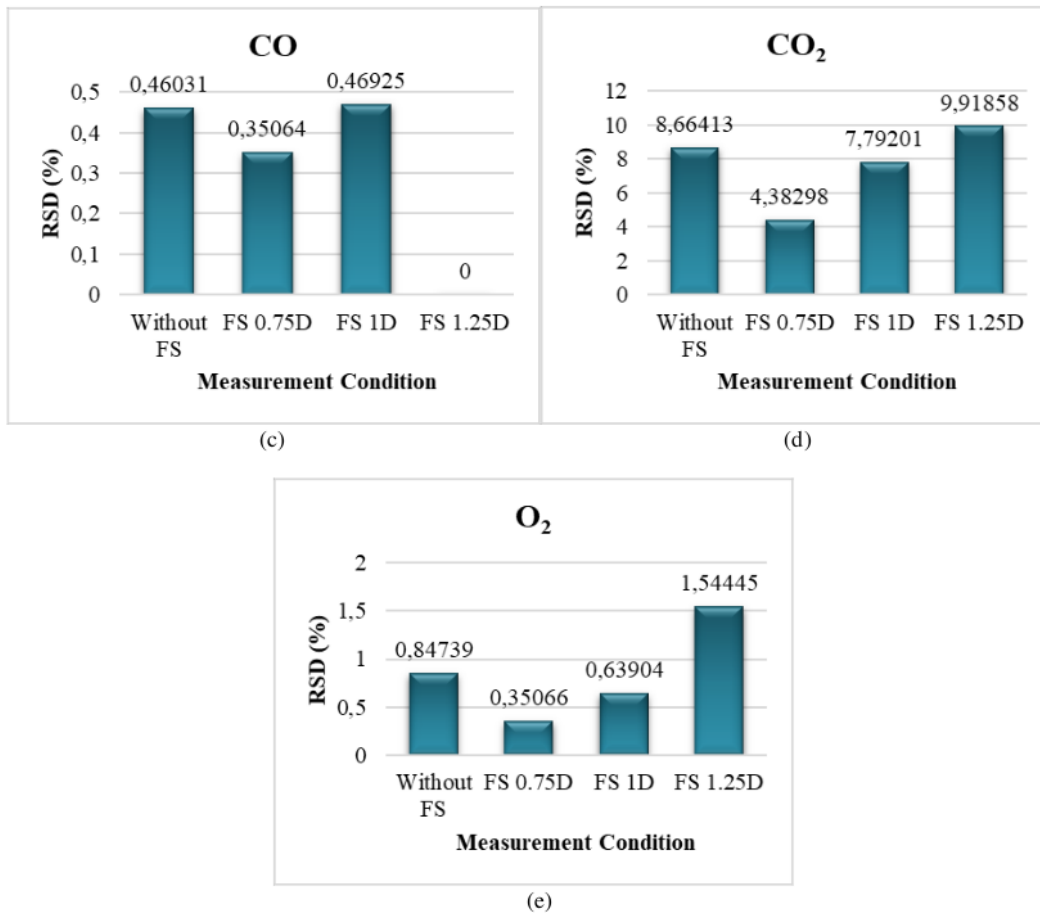 CO
RSD (%)
0,5
0,4
0,3
0,2
0,1
0
0,46031
0,35064
0,46925
0
Without FS
FS 0.75D
FS 1D
FS 1.25D
Measurement Condition
(c)
CO₂
RSD (%)
12
10
8
6
4
2
0
8,66413
4,38298
7,79201
9,91858
Without FS
FS 0.75D
FS 1D
FS 1.25D
Measurement Condition
(d)
O₂
RSD (%)
2
1,5
1
0,5
0
0,84739
0,35066
0,63904
1,54445
Without FS
FS 0.75D
FS 1D
FS 1.25D
Measurement Condition
(e)